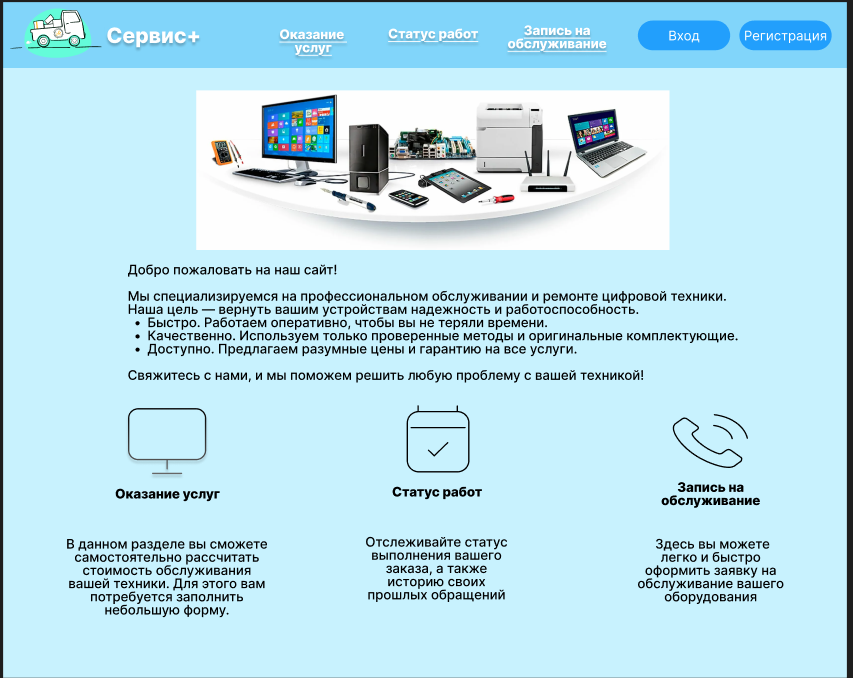 Сервис+
Оказание
услуг
Статус работ
Запись на
обслуживание
Вход
Регистрация
Добро пожаловать на наш сайт!
Мы специализируемся на профессиональном обслуживании и ремонте цифровой техники.
Наша цель — вернуть вашим устройствам надежность и работоспособность.
• Быстро. Работаем оперативно, чтобы вы не теряли времени.
• Качественно. Используем только проверенные методы и оригинальные комплектующие.
• Доступно. Предлагаем разумные цены и гарантию на все услуги.
Свяжитесь с нами, и мы поможем решить любую проблему с вашей техникой!
Оказание услуг
В данном разделе вы сможете
самостоятельно рассчитать
стоимость обслуживания
вашей техники. Для этого вам
потребуется заполнить
небольшую форму.
Статус работ
Отслеживайте статус
выполнения вашего
заказа, а также
историю своих
прошлых обращений
Запись на
обслуживание
Здесь вы можете
легко и быстро
оформить заявку на
обслуживание вашего
оборудования